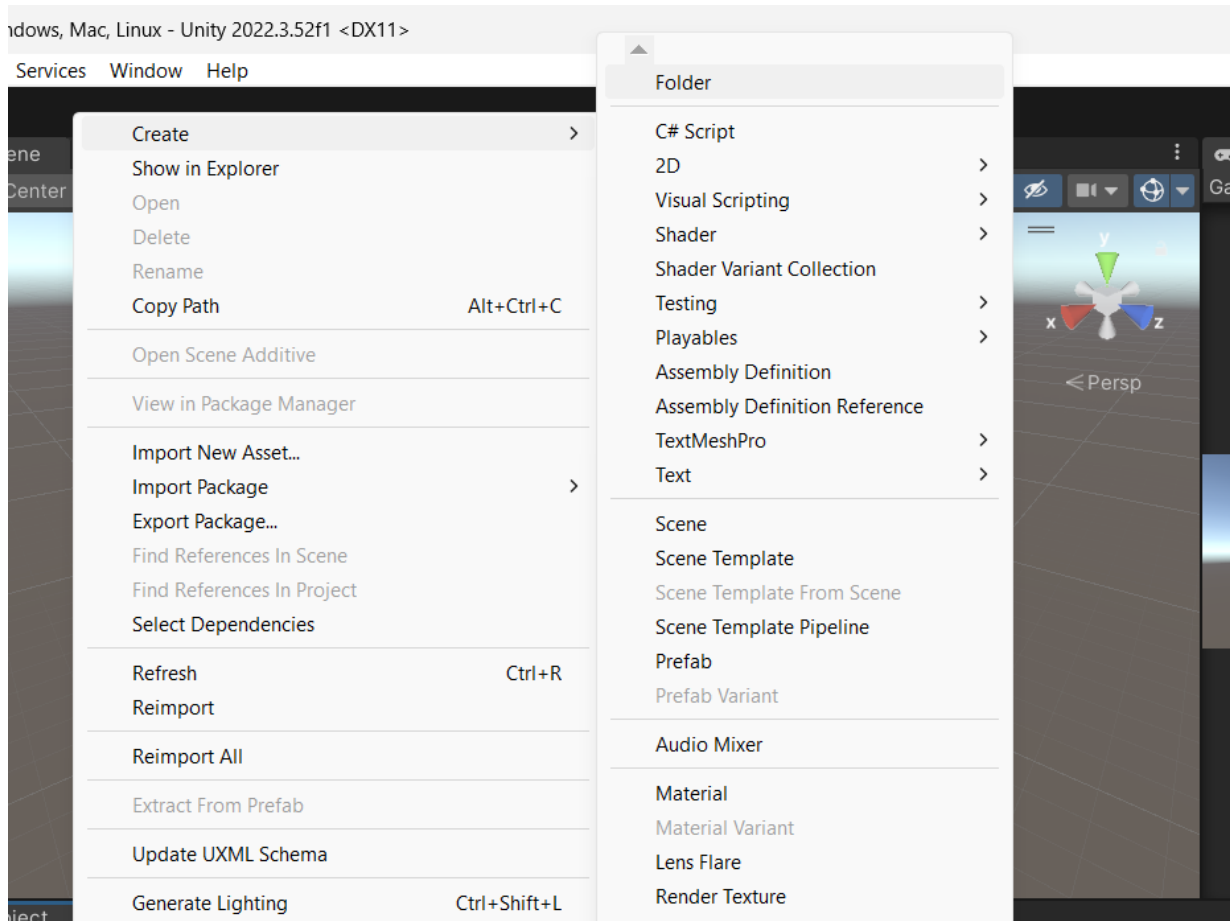 ndows, Mac, Linux - Unity 2022.3.52f1 <DX11>
Services Window Help
Create
Show in Explorer
Open
Delete
Rename
Copy Path Alt+Ctrl+C
Open Scene Additive
View in Package Manager
Import New Asset...
Import Package
Export Package...
Find References In Scene
Find References In Project
Select Dependencies
Refresh Ctrl+R
Reimport
Reimport All
Extract From Prefab
Update UXML Schema
Generate Lighting Ctrl+Shift+L
Folder
C# Script
2D
Visual Scripting
Shader
Shader Variant Collection
Testing
Playables
Assembly Definition
Assembly Definition Reference
TextMeshPro
Text
Scene
Scene Template
Scene Template From Scene
Scene Template Pipeline
Prefab
Prefab Variant
Audio Mixer
Material
Material Variant
Lens Flare
Render Texture
ene
Center
Ga
y
x z
Persp